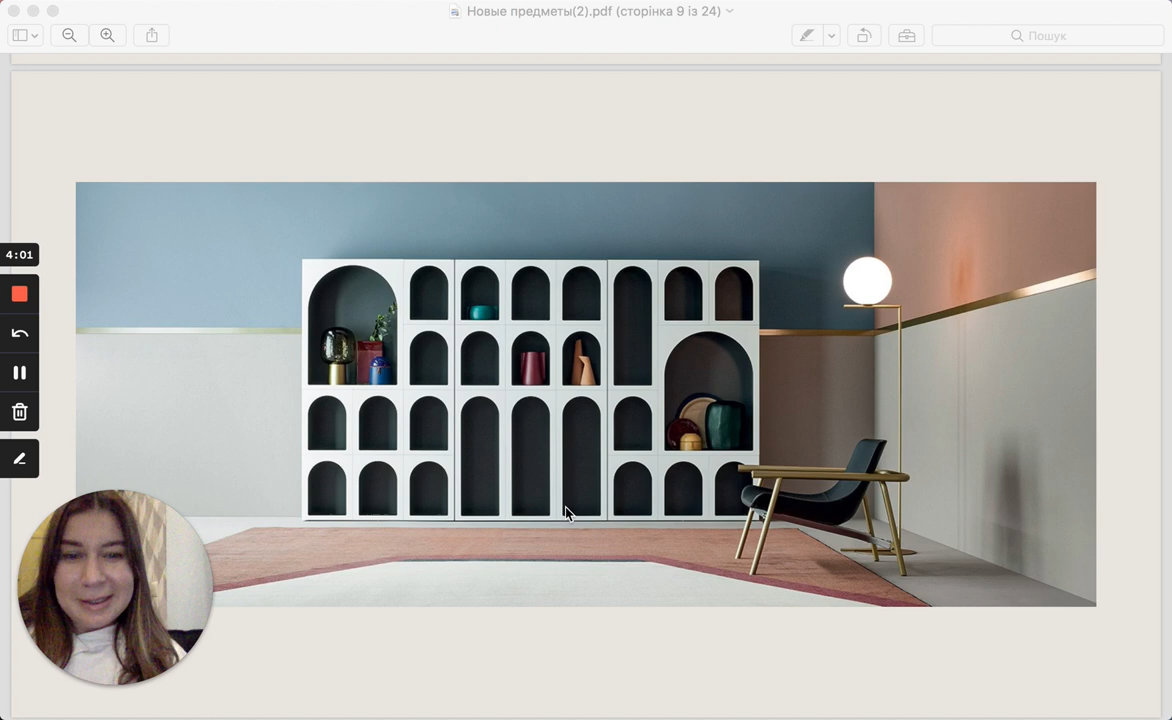 Новые предметы(2).pdf (сторінка 9 із 24)
Пошук
4:01